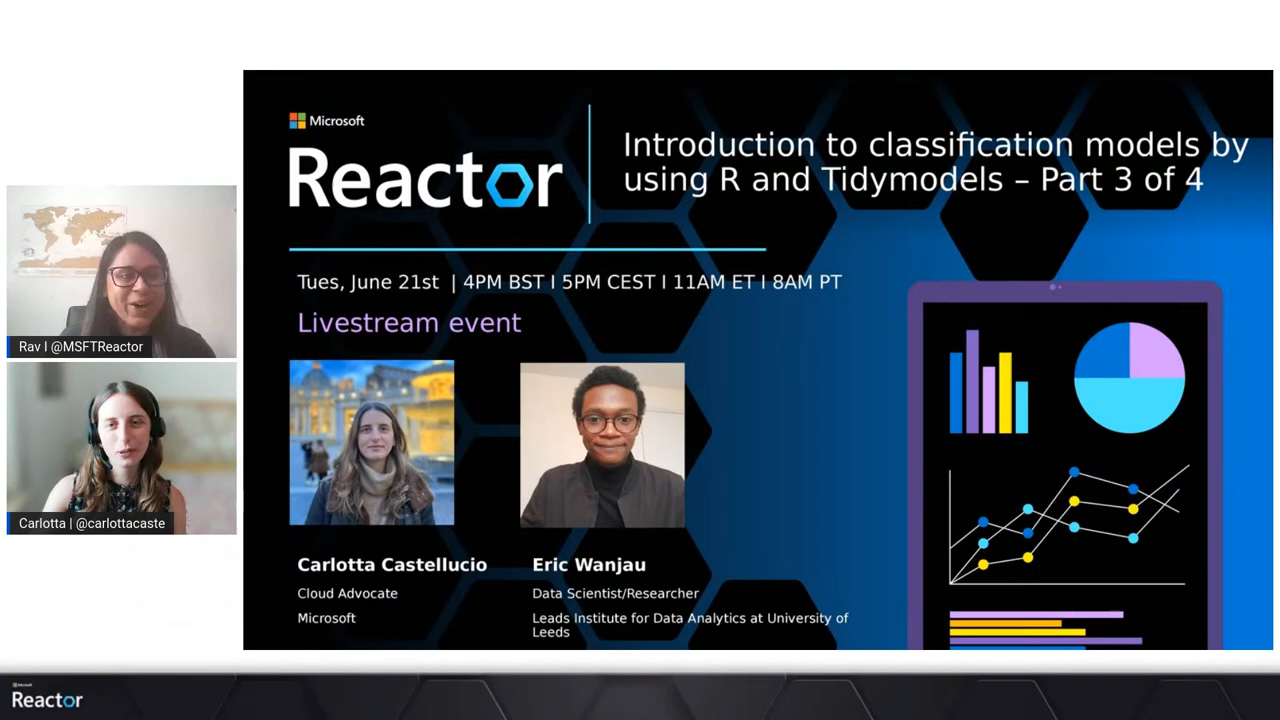 Microsoft
Reactor
Introduction to classification models by
using R and Tidymodels – Part 3 of 4
Tues, June 21st | 4PM BST I 5PM CEST I 11AM ET I 8AM PT
Livestream event
Rav I @MSFTReactor
Carlotta | @carlottacaste
Carlotta Castellucio
Cloud Advocate
Microsoft
Eric Wanjau
Data Scientist/Researcher
Leads Institute for Data Analytics at University of
Leeds
Microsoft
Reactor